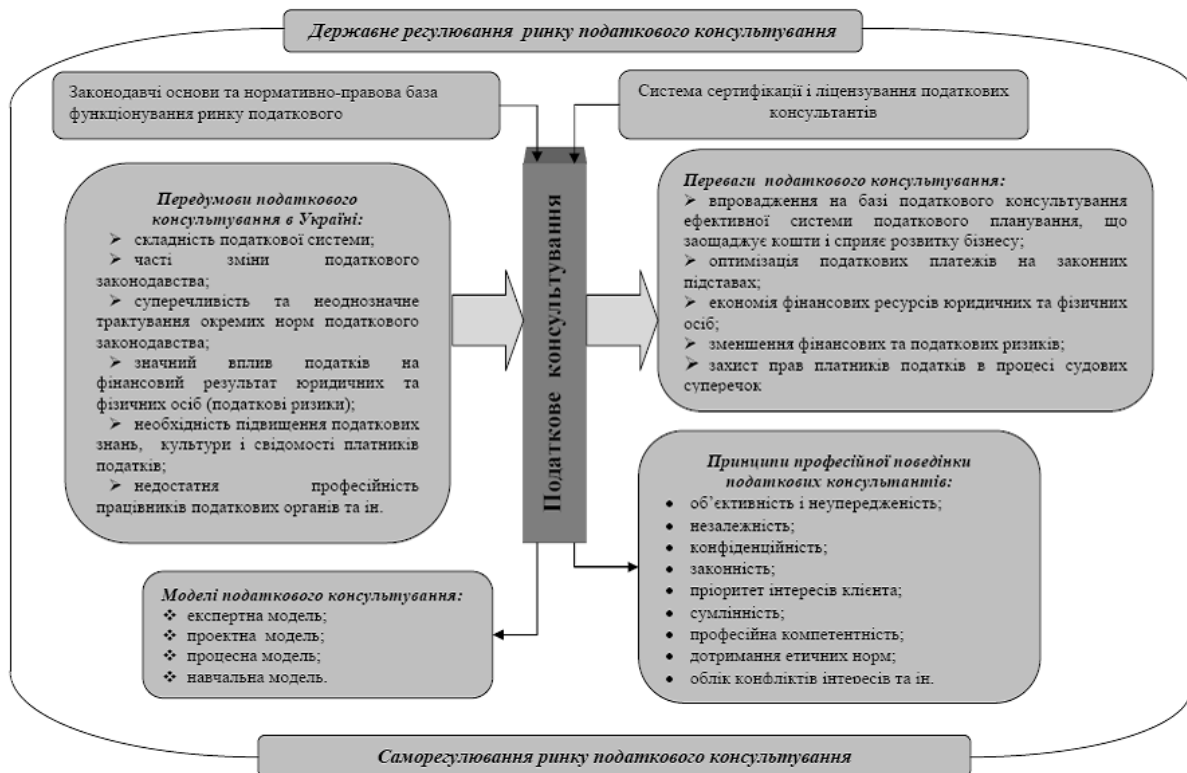 Державне регулювання ринку податкового консультування
Законодавчі основи та нормативно-правова база
функціонування ринку податкового
Система сертифікації і ліцензування податкових
консультантів
Передумови податкового
консультування в Україні:
➢ складність податкової системи;
➢ часті зміни податкового
законодавства;
➢ суперечливість та неоднозначне
трактування окремих норм податкового
законодавства;
➢ значний вплив податків на
фінансовий результат юридичних та
фізичних осіб (податкові ризики);
➢ необхідність підвищення податкових
знань, культури і свідомості платників
податків;
➢ недостатня професійність
працівників податкових органів та ін.
Податкове консультування
Переваги податкового консультування:
➢ впровадження на базі податкового консультування
ефективної системи податкового планування, що
заощаджує кошти і сприяє розвитку бізнесу;
➢ оптимізація податкових платежів на законних
підставах;
➢ економія фінансових ресурсів юридичних та фізичних
осіб;
➢ зменшення фінансових та податкових ризиків;
➢ захист прав платників податків в процесі судових
суперечок
Моделі податкового консультування:
❖ експертна модель;
❖ проектна модель;
❖ процесна модель;
❖ навчальна модель.
Принципи професійної поведінки
податкових консультантів:
• об’єктивність і неупередженість;
• незалежність;
• конфіденційність;
• законність;
• пріоритет інтересів клієнта;
• сумлінність;
• професійна компетентність;
• дотримання етичних норм;
• облік конфліктів інтересів та ін.
Саморегулювання ринку податкового консультування